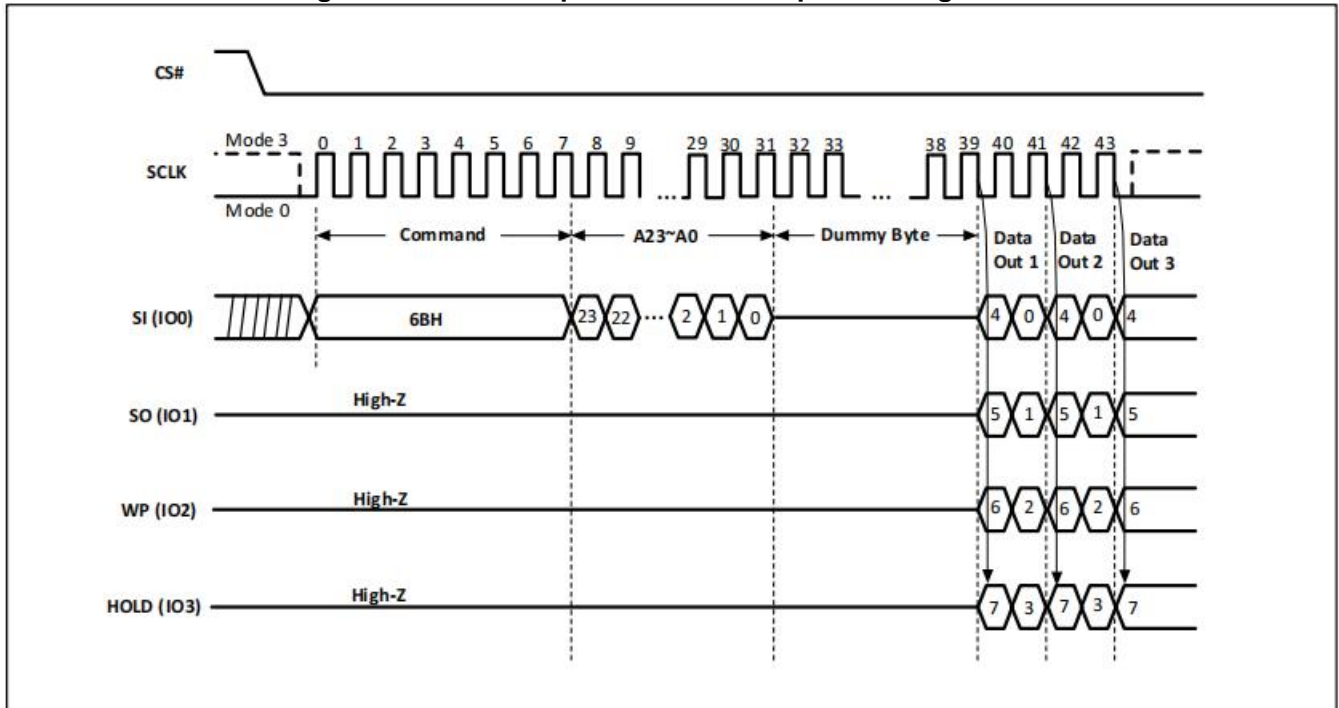 CS#
Mode 3
0 1 2 3 4 5 6 7 8 9 29 30 31 32 33 38 39 40 41 42 43
SCLK
... ...
Mode 0
Command A23~A0 Dummy Byte Data Out 1 Data Out 2 Data Out 3
SI (IO0) 6BH 23 22 ... 2 1 0 4 0 4 0 4
High-Z
SO (IO1) 5 1 5 1 5
High-Z
WP (IO2) 6 2 6 2 6
High-Z
HOLD (IO3) 7 3 7 3 7